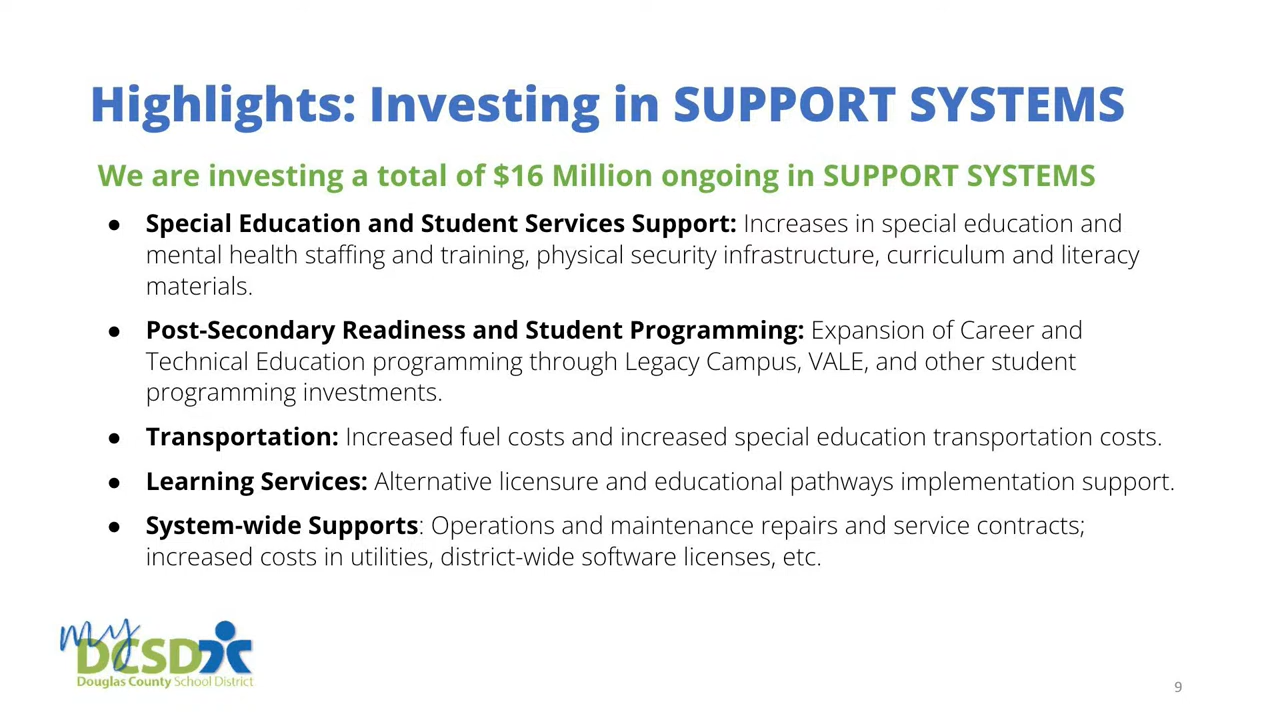 Highlights: Investing in SUPPORT SYSTEMS
We are investing a total of $16 Million ongoing in SUPPORT SYSTEMS
● Special Education and Student Services Support: Increases in special education and
mental health staffing and training, physical security infrastructure, curriculum and literacy
materials.
● Post-Secondary Readiness and Student Programming: Expansion of Career and
Technical Education programming through Legacy Campus, VALE, and other student
programming investments.
● Transportation: Increased fuel costs and increased special education transportation costs.
● Learning Services: Alternative licensure and educational pathways implementation support.
● System-wide Supports: Operations and maintenance repairs and service contracts;
increased costs in utilities, district-wide software licenses, etc.
my
DCSD
Douglas County School District
9